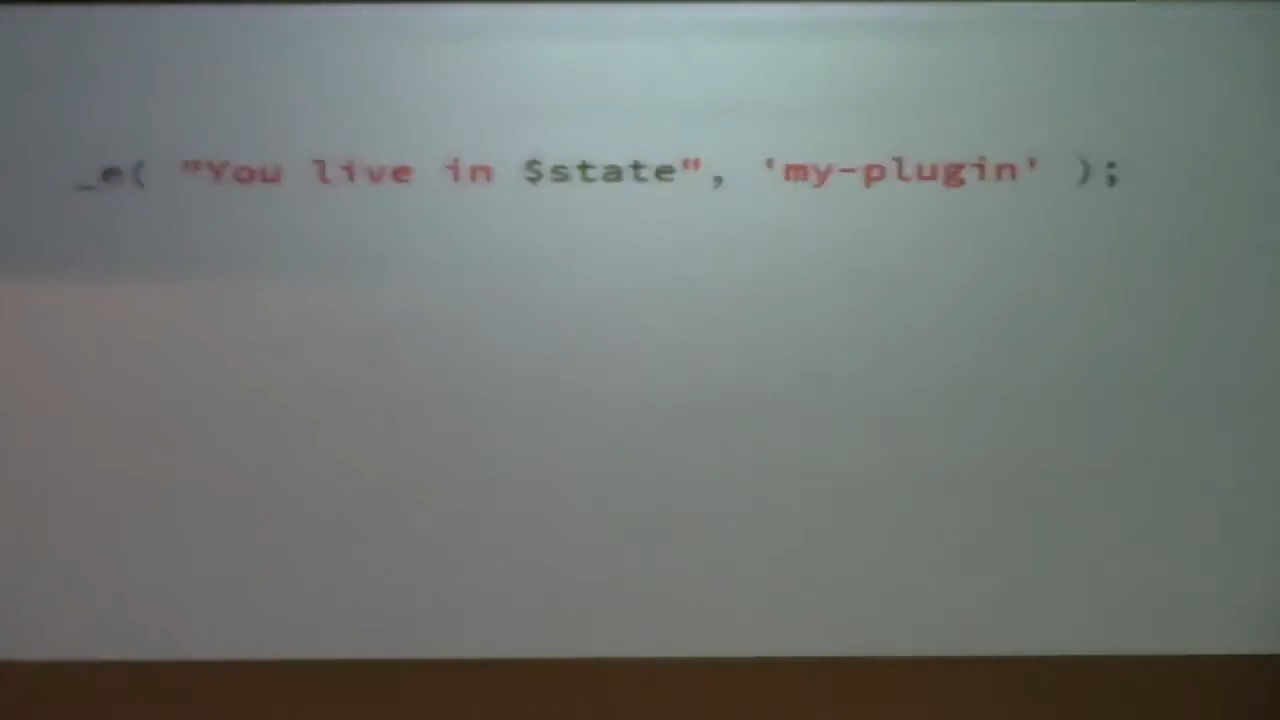 _e( "You live in $state", 'my-plugin' );